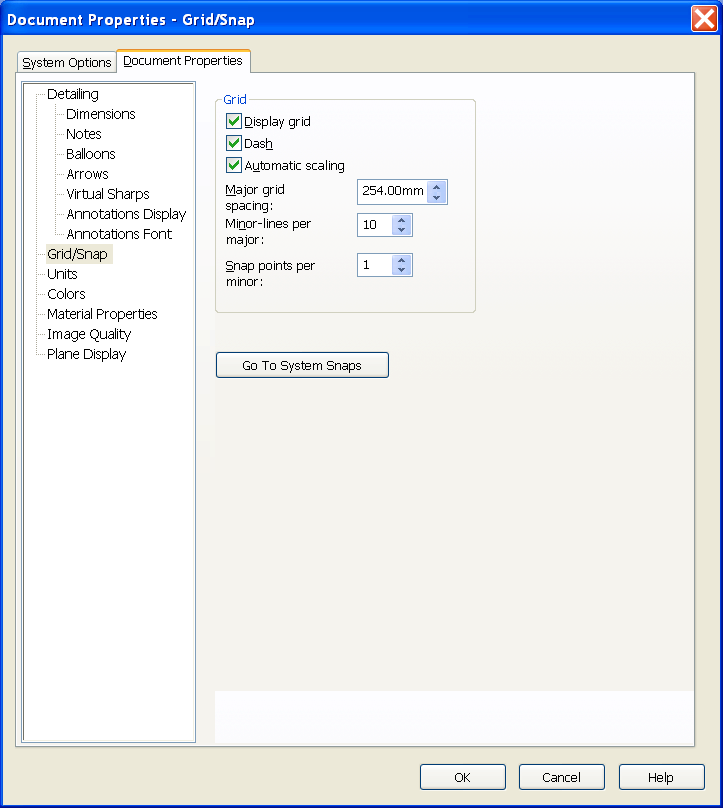 Document Properties - Grid/Snap
System Options
Document Properties
Detailing
Dimensions
Notes
Balloons
Arrows
Virtual Sharps
Annotations Display
Annotations Font
Grid/Snap
Units
Colors
Material Properties
Image Quality
Plane Display
Grid
Display grid
Dash
Automatic scaling
Major grid
spacing:
254.00mm
Minor-lines per
major:
10
Snap points per
minor:
1
Go To System Snaps
OK
Cancel
Help